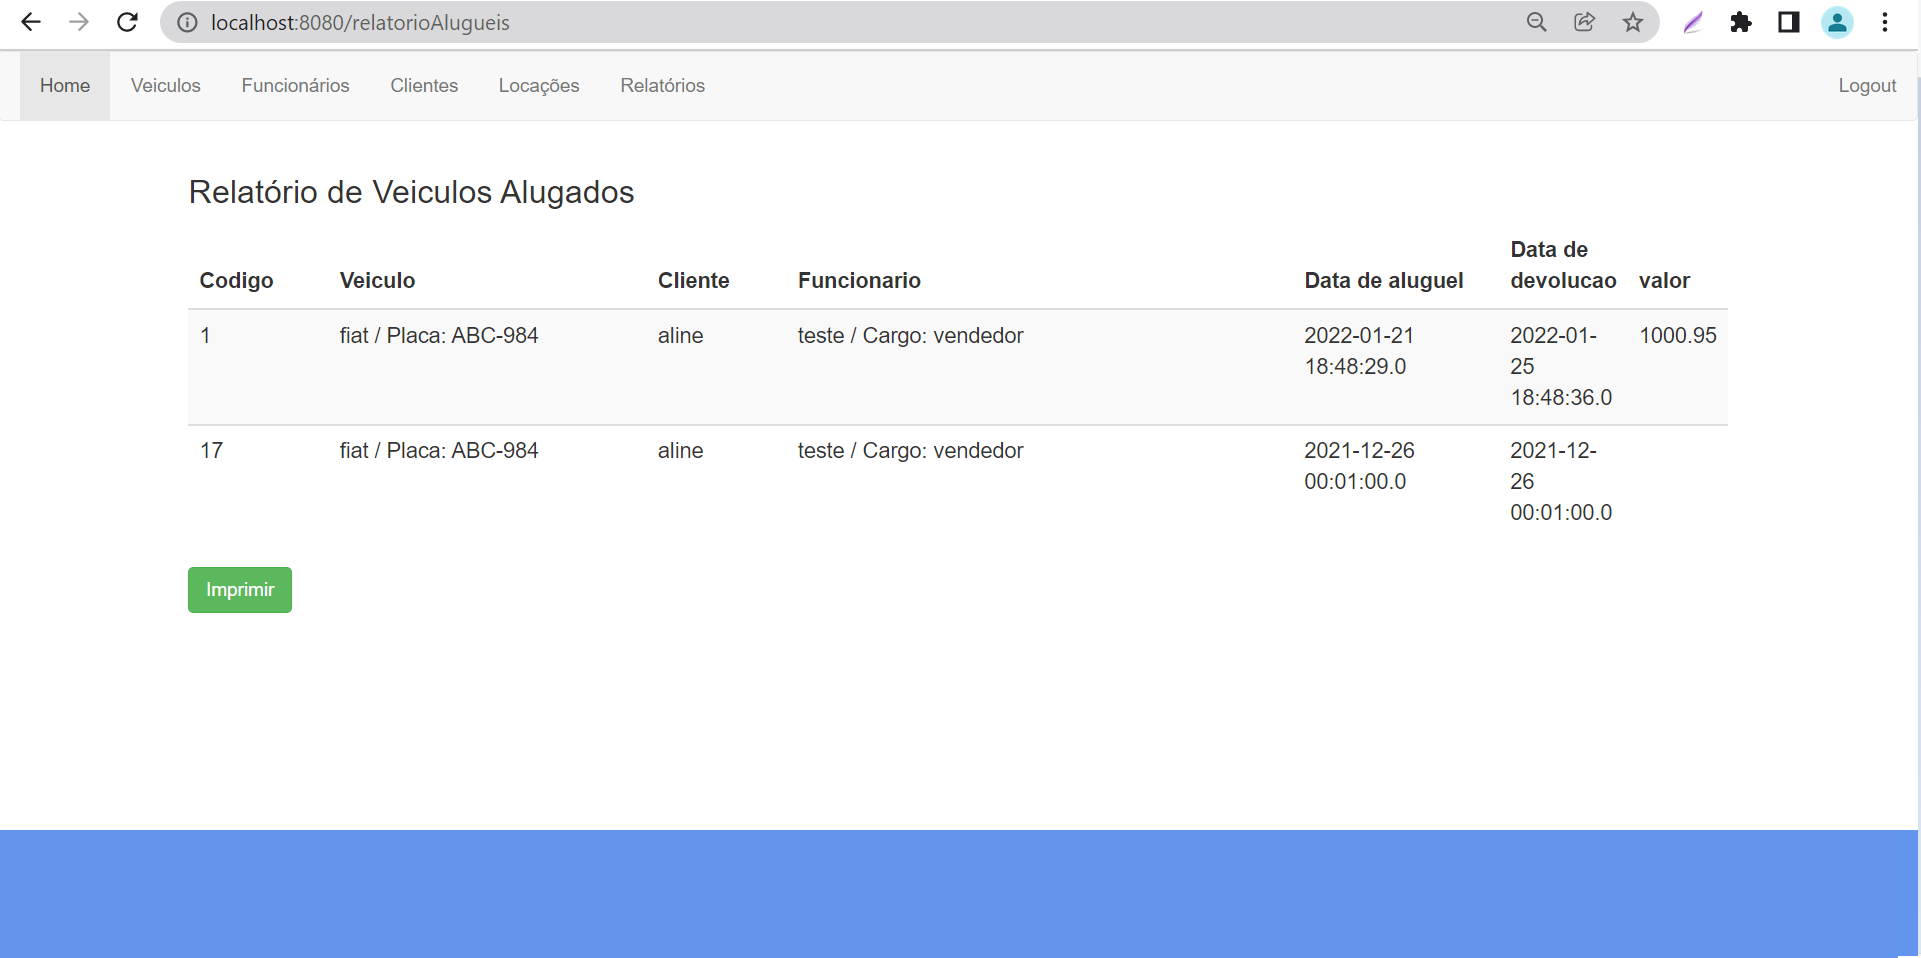 localhost:8080/relatorioAlugueis
Home Veiculos Funcionários Clientes Locações Relatórios Logout
Relatório de Veiculos Alugados
Codigo Veiculo Cliente Funcionario Data de aluguel Data de devolucao valor
1 fiat / Placa: ABC-984 aline teste / Cargo: vendedor 2022-01-21 18:48:29.0 2022-01-25 18:48:36.0 1000.95
17 fiat / Placa: ABC-984 aline teste / Cargo: vendedor 2021-12-26 00:01:00.0 2021-12-26 00:01:00.0
Imprimir